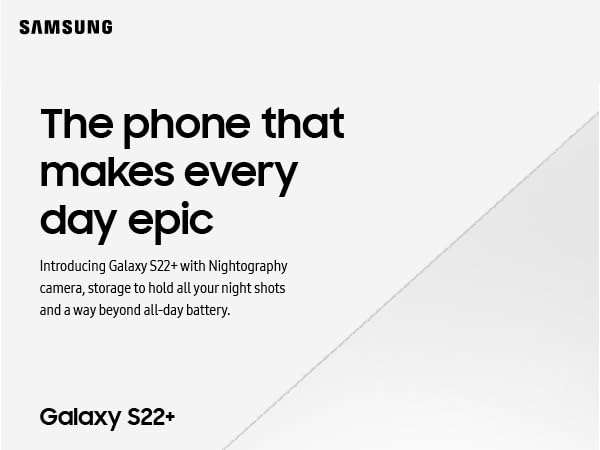 SAMSUNG
The phone that
makes every
day epic
Introducing Galaxy S22+ with Nightography
camera, storage to hold all your night shots
and a way beyond all-day battery.
Galaxy S22+